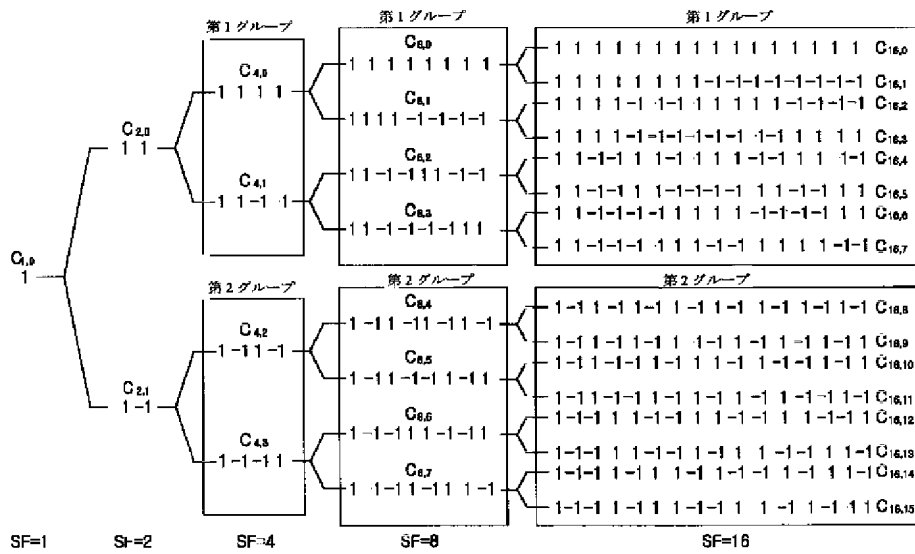 第1グループ
第1グループ
第1グループ
C1,0
1
C2,0
1 1
C2,1
1-1
C4,0
1 1 1 1
C4,1
1 1-1-1
第2グループ
C4,2
1-1 1-1
C4,3
1-1-1 1
C8,0
1 1 1 1 1 1 1 1
C8,1
1 1 1 1 -1-1-1-1
C8,2
1 1-1-1 1 1 -1-1
C8,3
1 1-1-1-1-1 1 1
第2グループ
C8,4
1-1 1 -1 1-1 1 -1
C8,5
1-1 1-1-1 1-1 1
C8,6
1-1-1 1 1-1-1 1
C8,7
1 -1-1 1-1 1 1-1
1 1 1 1 1 1 1 1 1 1 1 1 1 1 1 1 C16,0
1 1 1 1 1 1 1 1-1-1-1-1-1-1-1-1 C16,1
1 1 1 1-1-1-1-1 1 1 1 1-1-1-1-1 C16,2
1 1 1 1-1-1-1-1-1-1-1-1 1 1 1 1 C16,3
1 1-1-1 1 1-1-1 1 1-1-1 1 1-1-1 C16,4
1 1-1-1 1 1-1-1-1-1 1 1-1-1 1 1 C16,5
1 1-1-1-1-1 1 1 1 1-1-1-1-1 1 1 C16,6
1 1-1-1-1-1 1 1-1-1 1 1 1 1-1-1 C16,7
第2グループ
1-1 1-1 1-1 1-1 1-1 1-1 1-1 1-1 C16,8
1-1 1-1 1-1 1-1-1 1-1 1-1 1-1 1 C16,9
1-1 1-1-1 1-1 1 1-1 1-1-1 1-1 1 C16,10
1-1 1-1-1 1-1 1-1 1-1 1 1-1 1-1 C16,11
1-1-1 1 1-1-1 1 1-1-1 1 1-1-1 1 C16,12
1-1-1 1 1-1-1 1-1 1 1-1-1 1 1-1 C16,13
1-1-1 1-1 1 1-1 1-1-1 1-1 1 1-1 C16,14
1-1-1 1-1 1 1-1-1 1 1-1 1-1-1 1 C16,15
SF=1 SF=2 SF=4 SF=8 SF=16